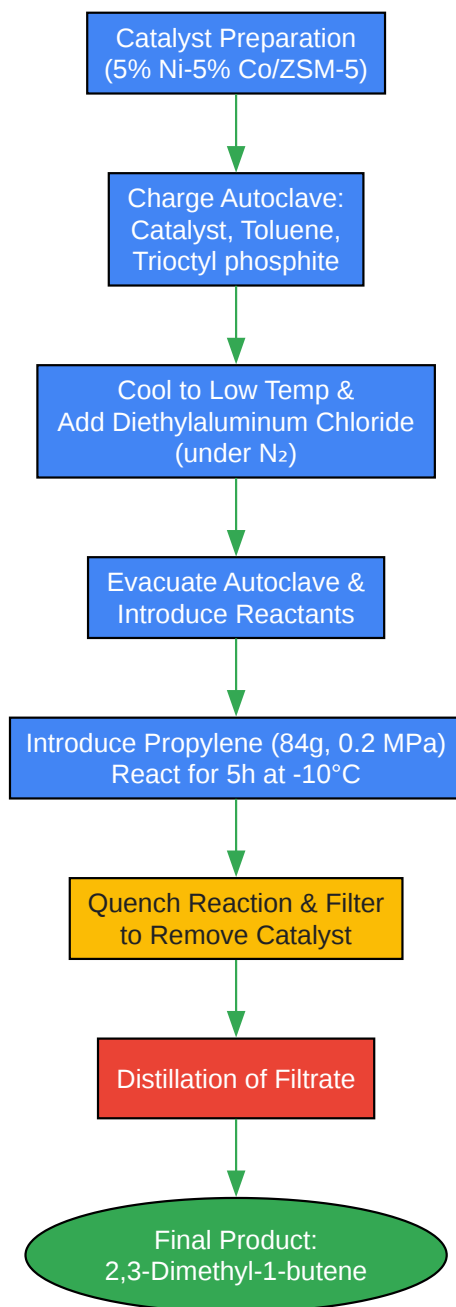 Catalyst Preparation
(5% Ni-5% Co/ZSM-5)
Charge Autoclave:
Catalyst, Toluene,
Trioctyl phosphite
Cool to Low Temp &
Add Diethylaluminum Chloride
(under N₂)
Evacuate Autoclave &
Introduce Reactants
Introduce Propylene (84g, 0.2 MPa)
React for 5h at -10°C
Quench Reaction & Filter
to Remove Catalyst
Distillation of Filtrate
Final Product:
2,3-Dimethyl-1-butene